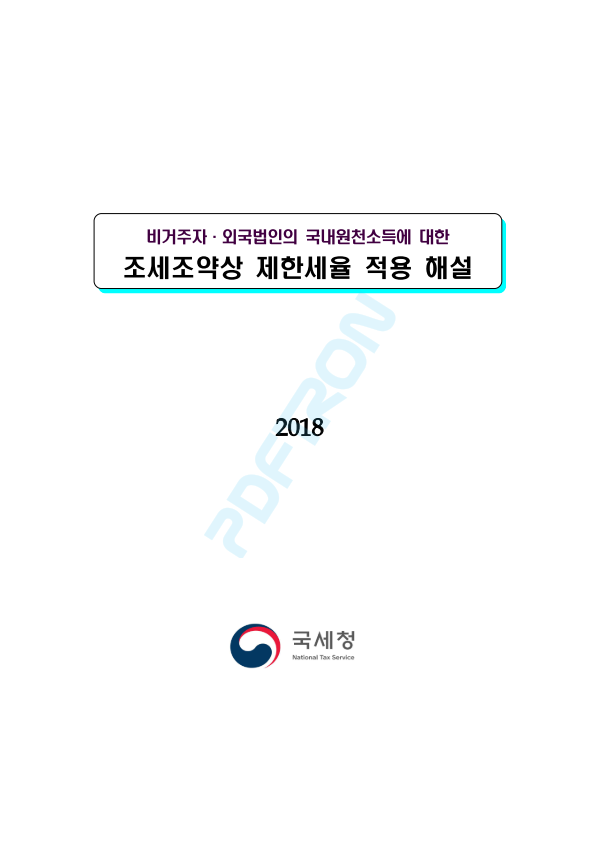 비거주자 · 외국법인의 국내원천소득에 대한
조세조약상 제한세율 적용 해설
PDFTRON
2018
국세청
National Tax Service